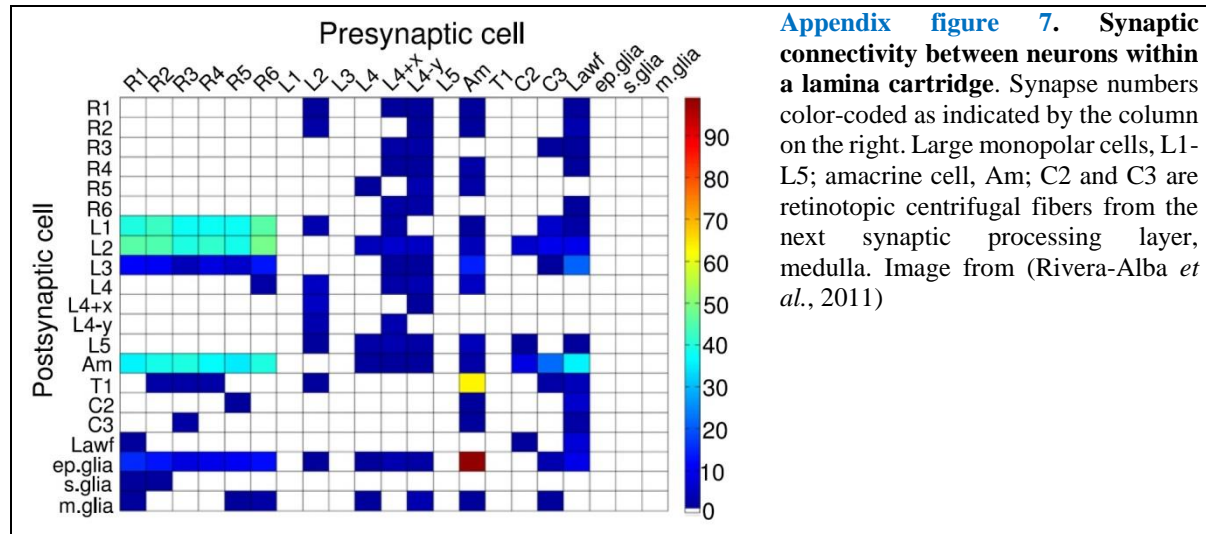 Presynaptic cell
R1 R2 R3 R4 R5 R6 L1 L2 L3 L4 L4+x L4-y L5 Am T1 C2 C3 Lawf ep.glia s.glia m.glia
Postsynaptic cell
R1
R2
R3
R4
R5
R6
L1
L2
L3
L4
L4+x
L4-y
L5
Am
T1
C2
C3
Lawf
ep.glia
s.glia
m.glia
90
80
70
60
50
40
30
20
10
0
Appendix figure 7. Synaptic
connectivity between neurons within
a lamina cartridge. Synapse numbers
color-coded as indicated by the column
on the right. Large monopolar cells, L1-
L5; amacrine cell, Am; C2 and C3 are
retinotopic centrifugal fibers from the
next synaptic processing layer,
medulla. Image from (Rivera-Alba et
al., 2011)